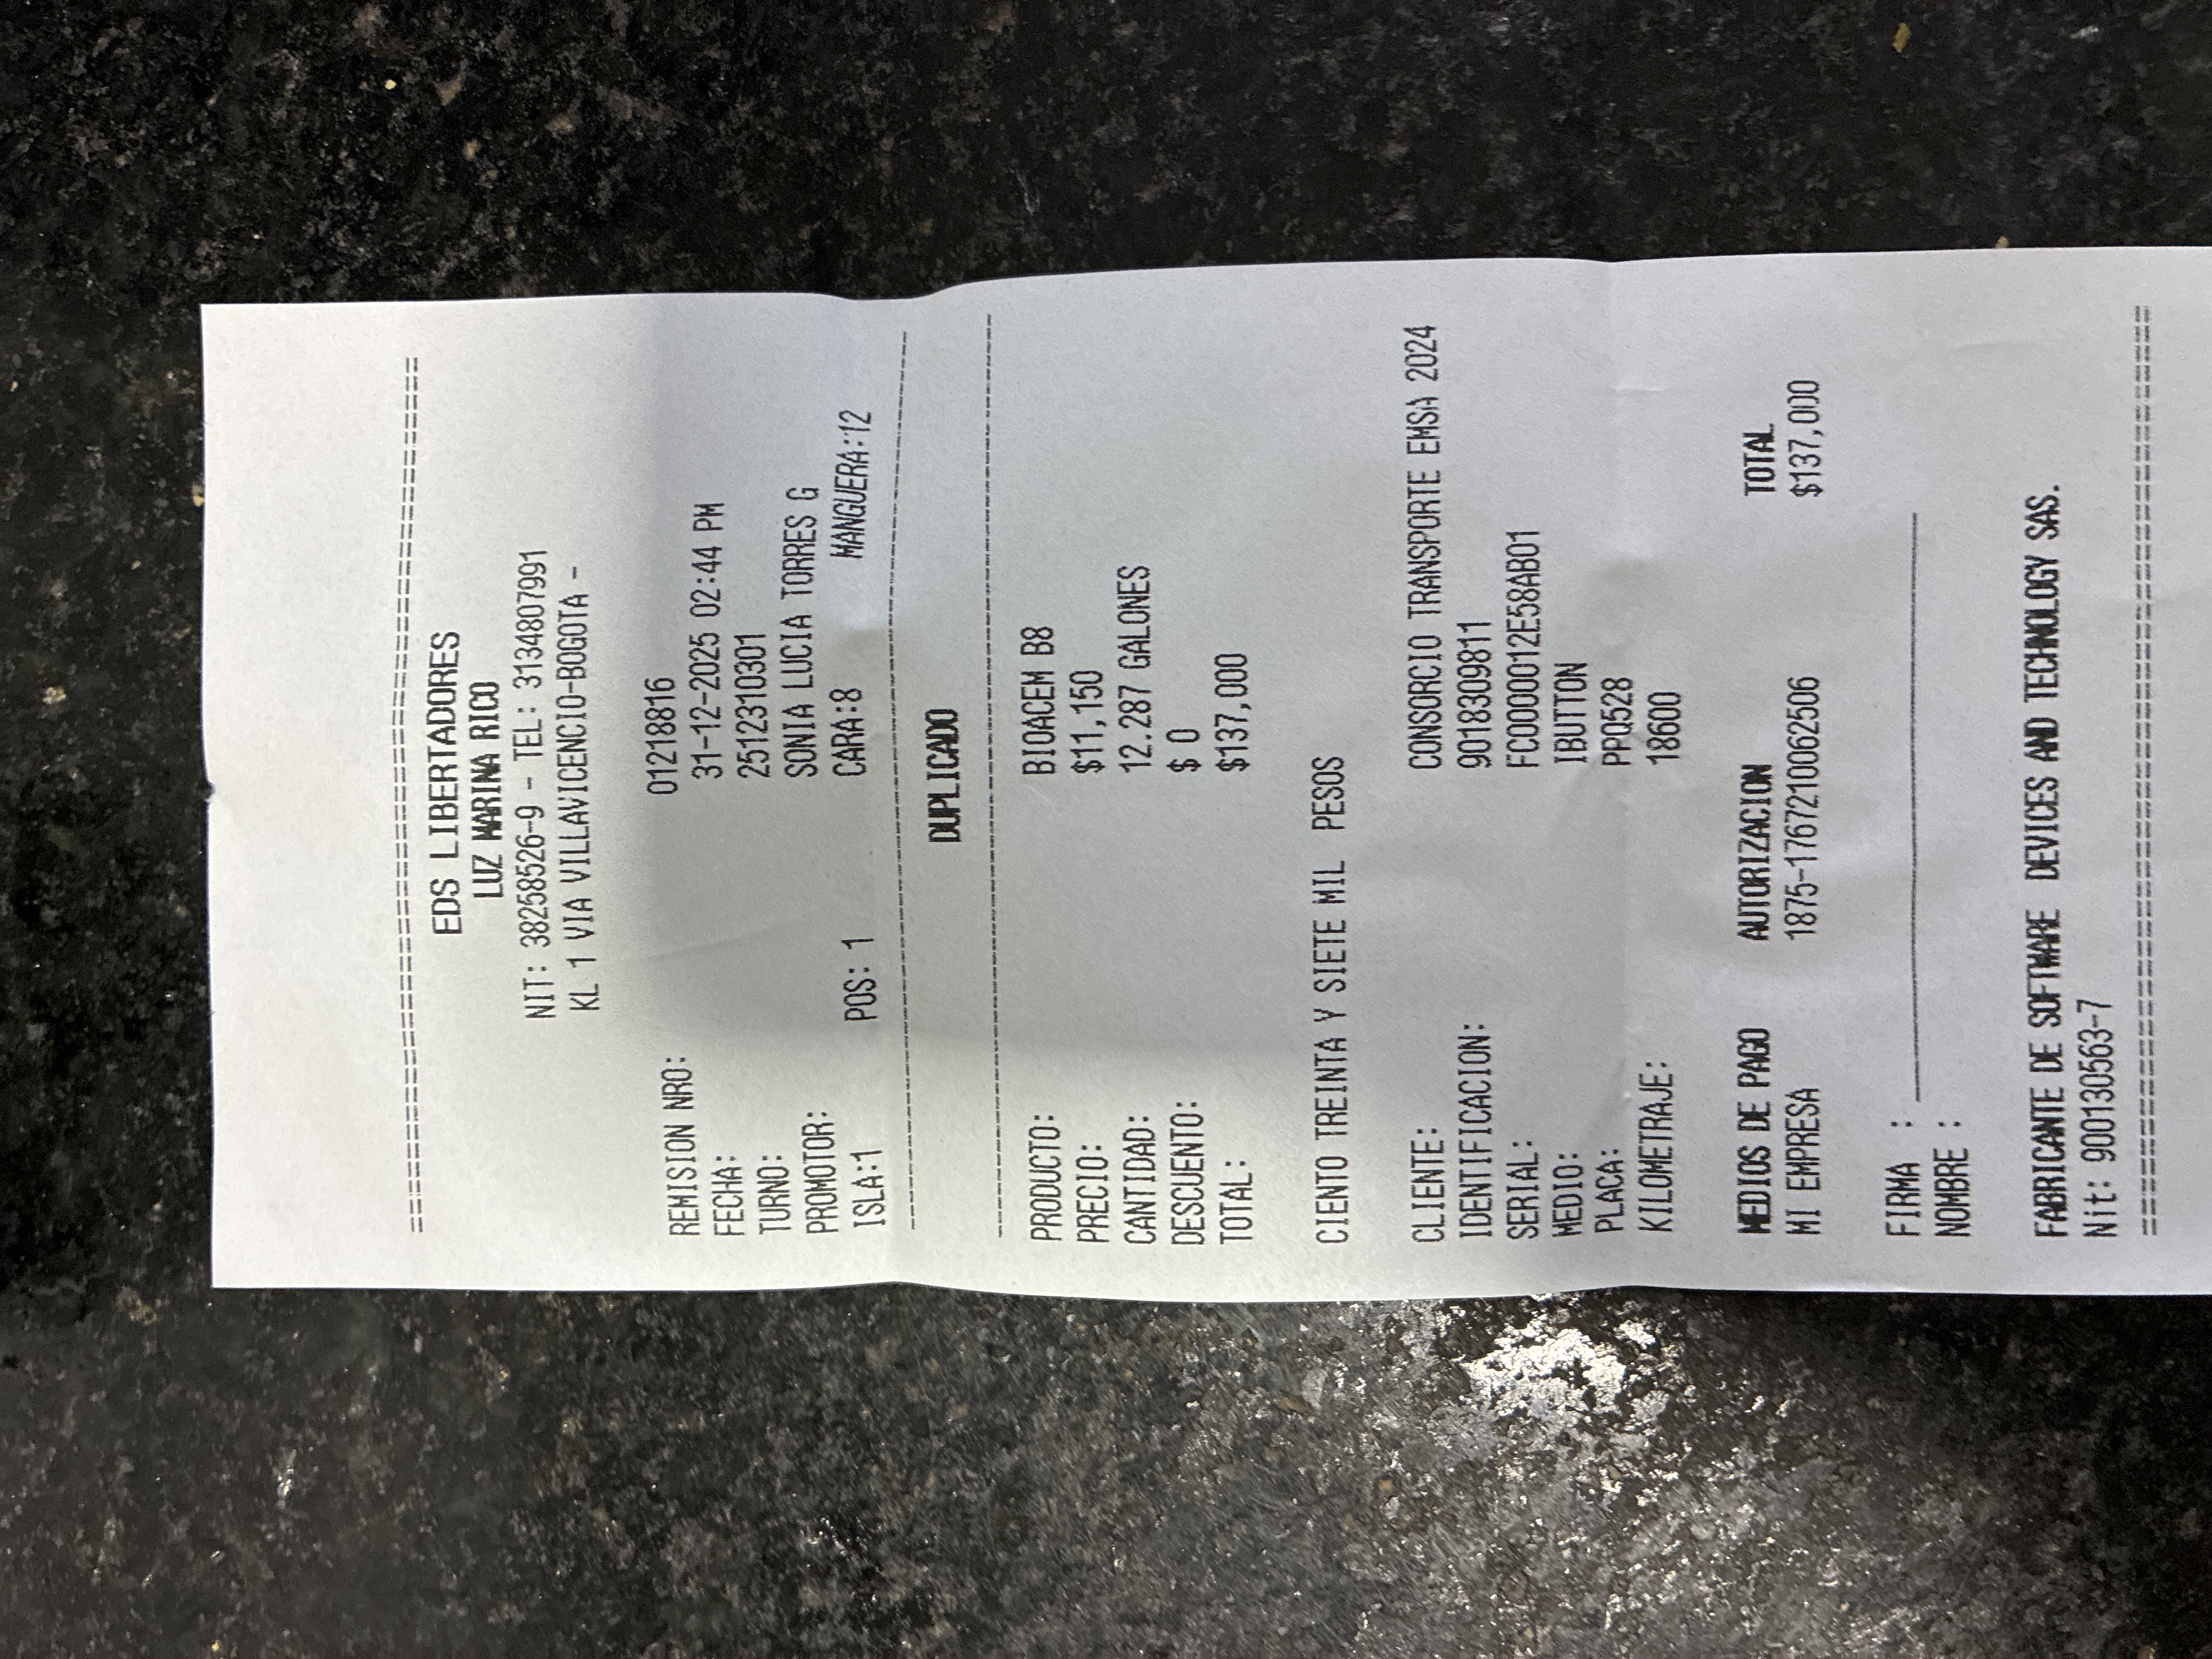 ================================================
EDS LIBERTADORES
LUZ MARINA RICO
NIT: 38258526-9 - TEL: 3134807991
KL 1 VIA VILLAVICENCIO-BOGOTA -
REMISION NRO: 01218816
FECHA: 31-12-2025 02:44 PM
TURNO: 2512310301
PROMOTOR: SONIA LUCIA TORRES G
ISLA:1 POS: 1 CARA:8 MANGUERA:12
------------------------------------------------
DUPLICADO
------------------------------------------------
PRODUCTO: BIOACEM B8
PRECIO: $11,150
CANTIDAD: 12.287 GALONES
DESCUENTO: $ 0
TOTAL: $137,000
CIENTO TREINTA Y SIETE MIL PESOS
CLIENTE: CONSORCIO TRANSPORTE EMSA 2024
IDENTIFICACION: 9018309811
SERIAL: FC0000012E58AB01
MEDIO: IBUTTON
PLACA: PPQ528
KILOMETRAJE: 18600
MEDIOS DE PAGO AUTORIZACION TOTAL
MI EMPRESA 1875-1767210062506 $137,000
FIRMA : ______________________________
NOMBRE :
FABRICANTE DE SOFTWARE DEVICES AND TECHNOLOGY SAS.
Nit: 900130563-7
================================================